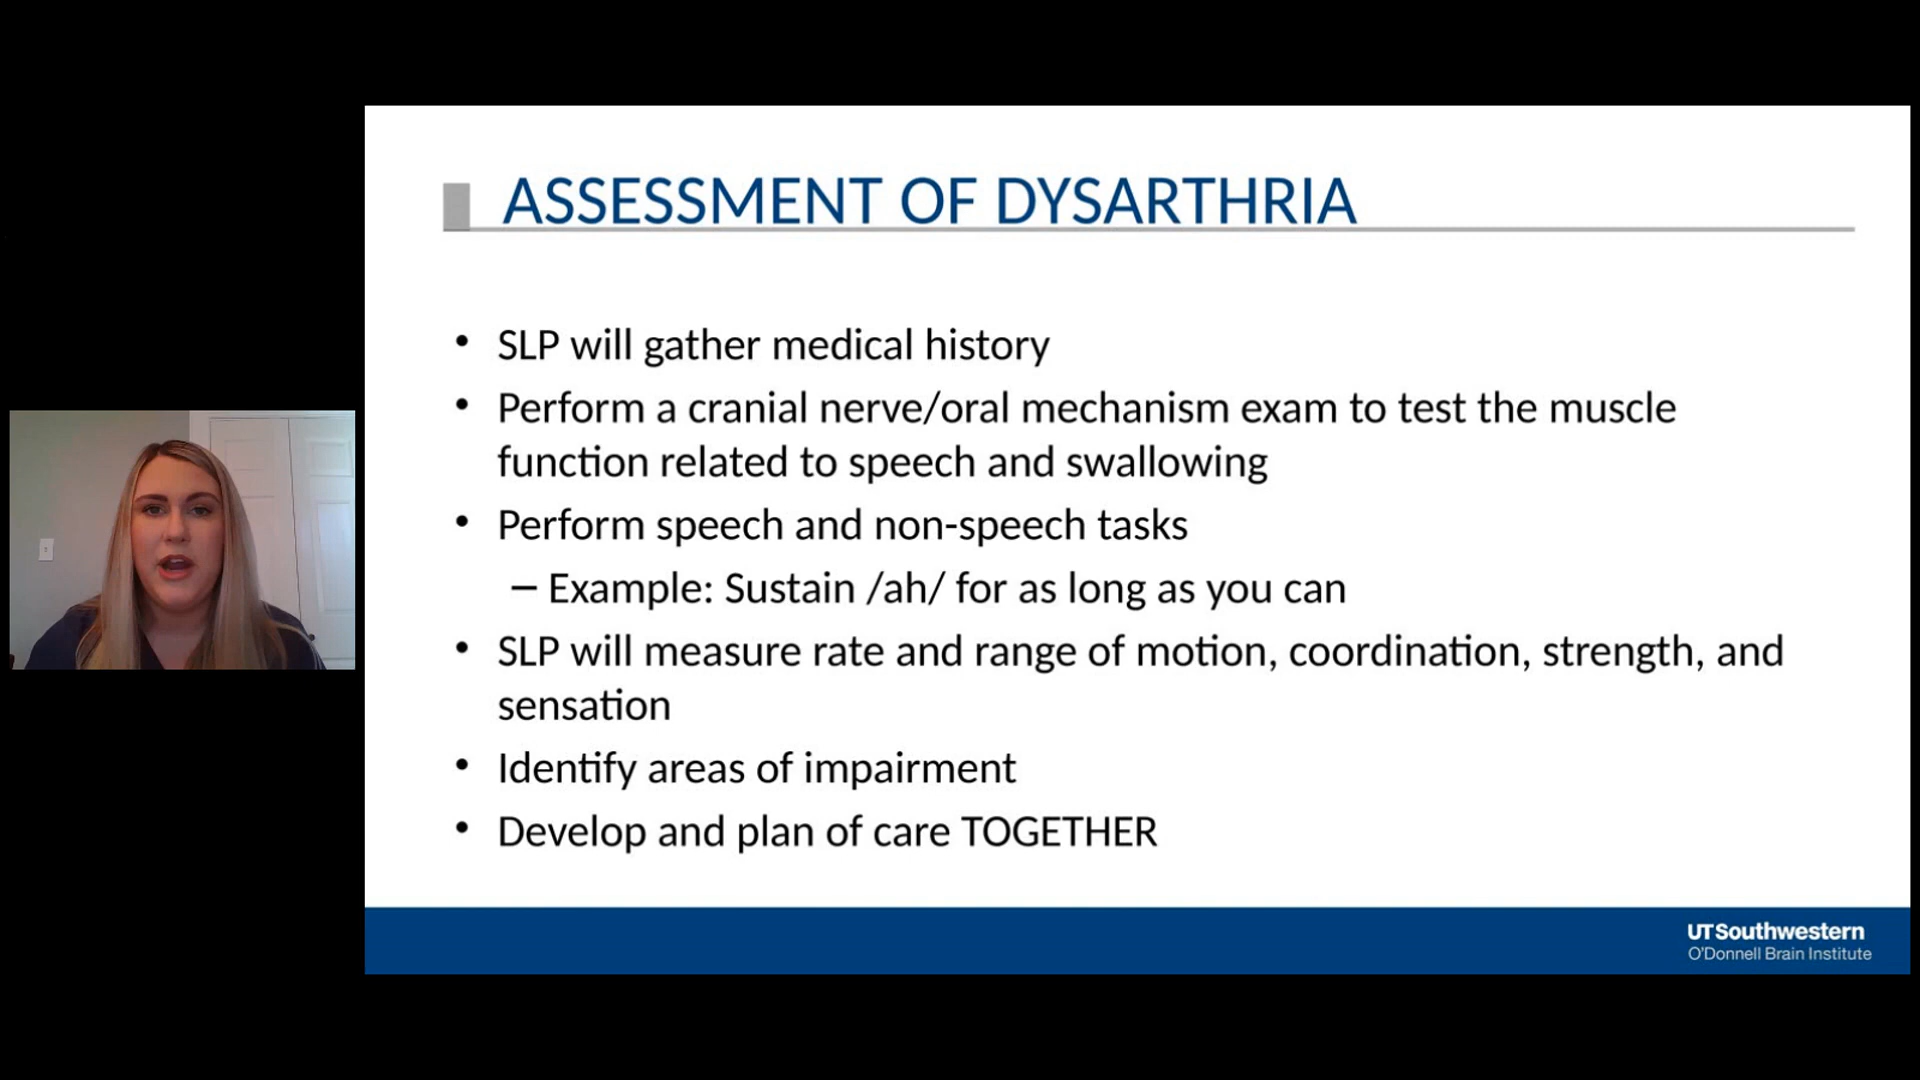 ASSESSMENT OF DYSARTHRIA
• SLP will gather medical history
• Perform a cranial nerve/oral mechanism exam to test the muscle
function related to speech and swallowing
• Perform speech and non-speech tasks
– Example: Sustain /ah/ for as long as you can
• SLP will measure rate and range of motion, coordination, strength, and
sensation
• Identify areas of impairment
• Develop and plan of care TOGETHER
UTSouthwestern
O'Donnell Brain Institute